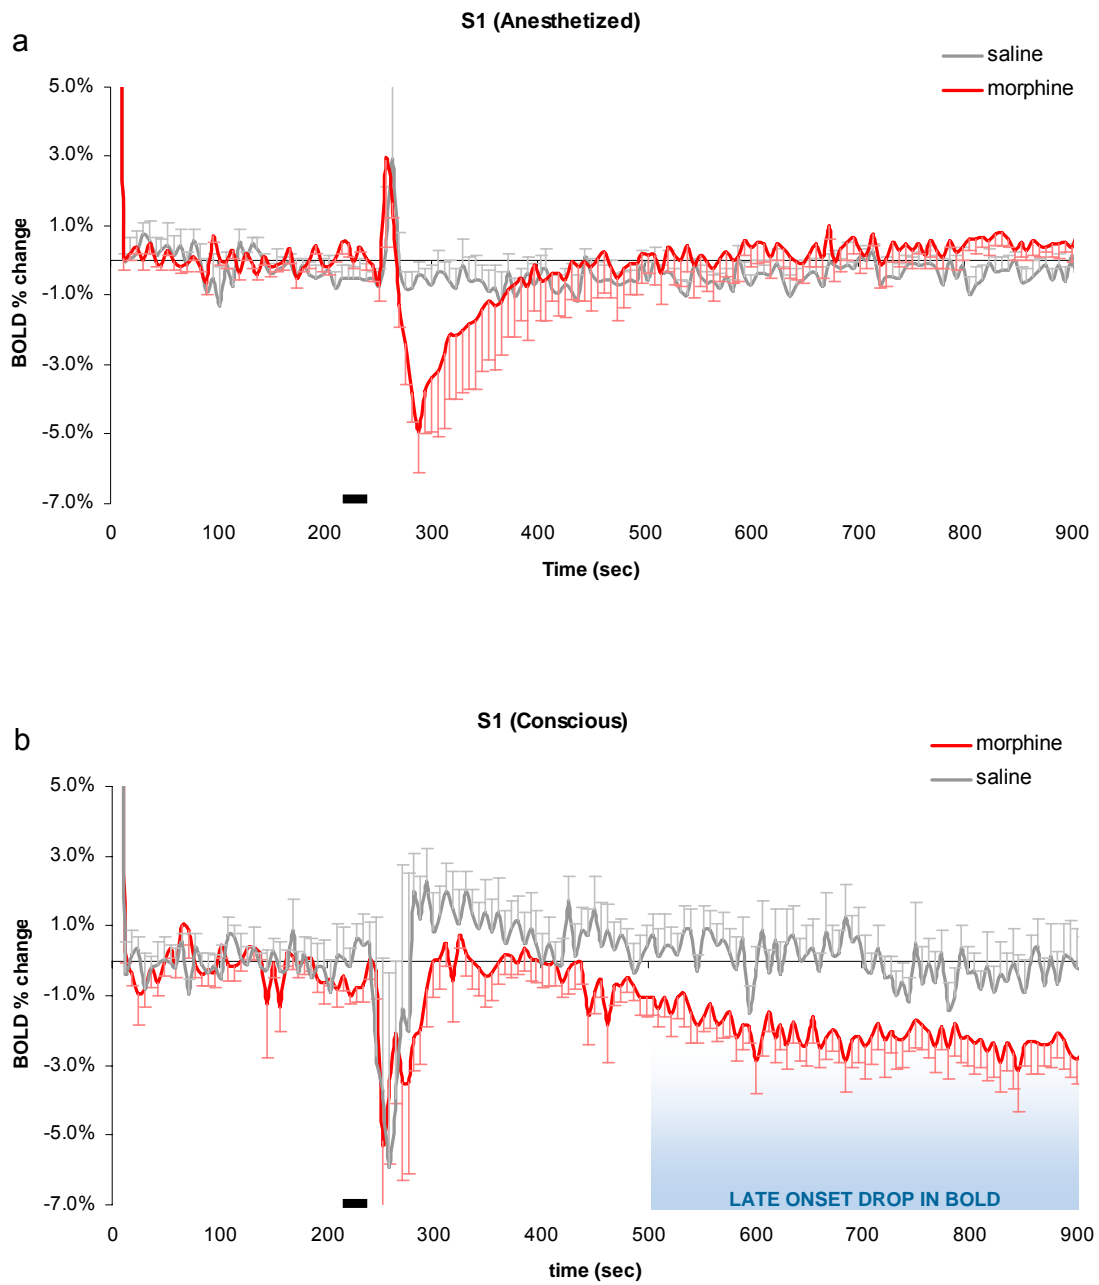 S1 (Anesthetized)
a
saline
morphine
5.0%
3.0%
1.0%
-1.0%
-3.0%
-5.0%
-7.0%
BOLD % change
0 100 200 300 400 500 600 700 800 900
Time (sec)
S1 (Conscious)
b
morphine
saline
5.0%
3.0%
1.0%
-1.0%
-3.0%
-5.0%
-7.0%
BOLD % change
LATE ONSET DROP IN BOLD
0 100 200 300 400 500 600 700 800 900
time (sec)